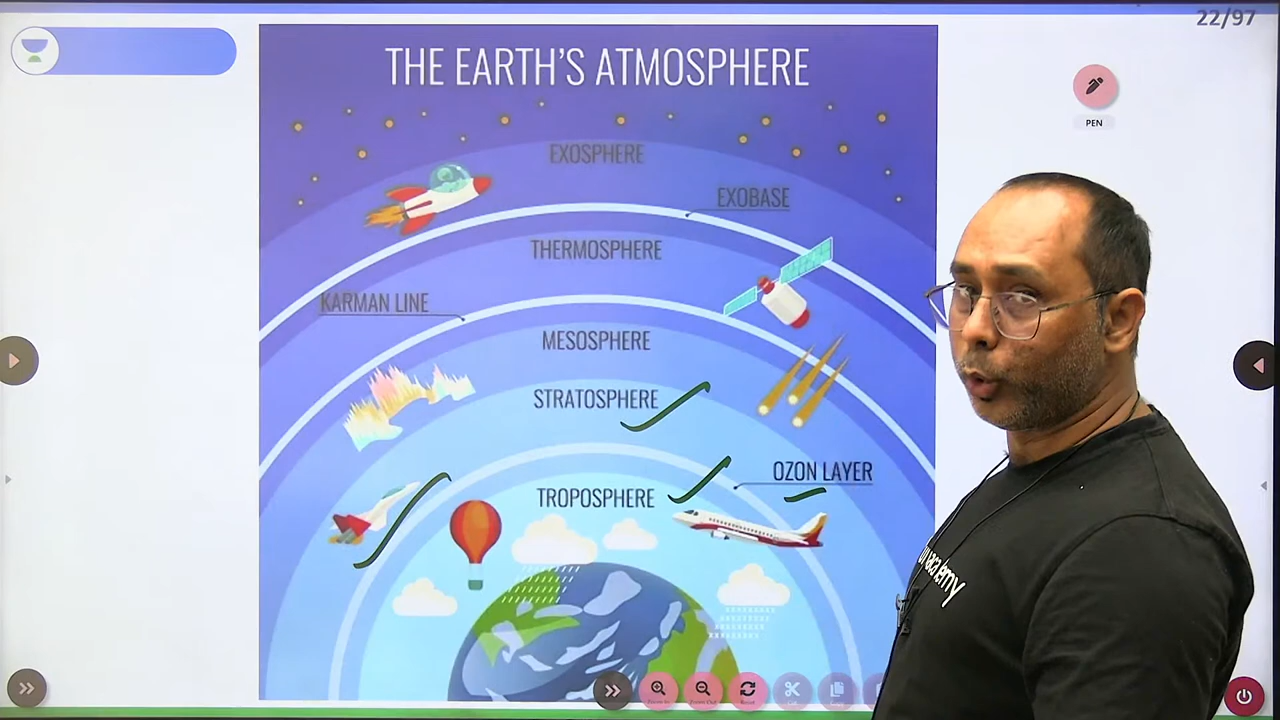 22/97
THE EARTH'S ATMOSPHERE
PEN
EXOSPHERE
EXOBASE
THERMOSPHERE
KARMAN LINE
MESOSPHERE
STRATOSPHERE
OZON LAYER
TROPOSPHERE